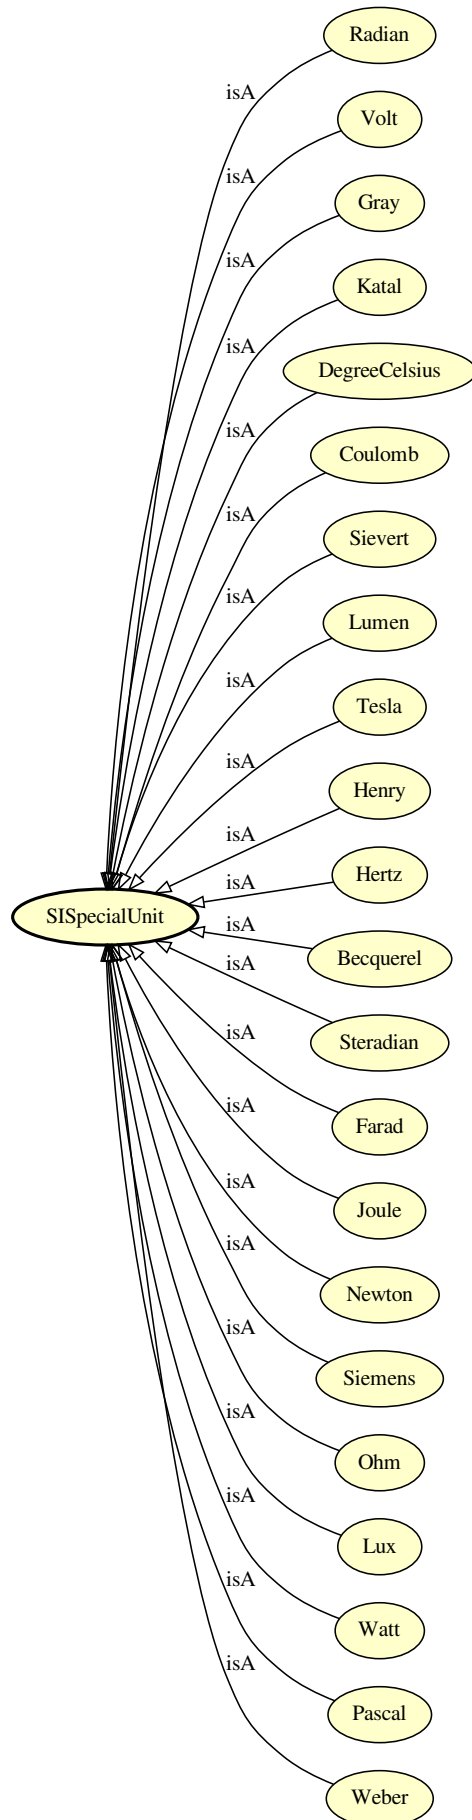 Radian
isA
Volt
isA
Gray
isA
Katal
isA
DegreeCelsius
isA
Coulomb
isA
Sievert
isA
Lumen
isA
Tesla
isA
Henry
isA
Hertz
isA
SISpecialUnit
isA
Becquerel
isA
Steradian
isA
Farad
isA
Joule
isA
Newton
isA
Siemens
isA
Ohm
isA
Lux
isA
Watt
isA
Pascal
isA
Weber